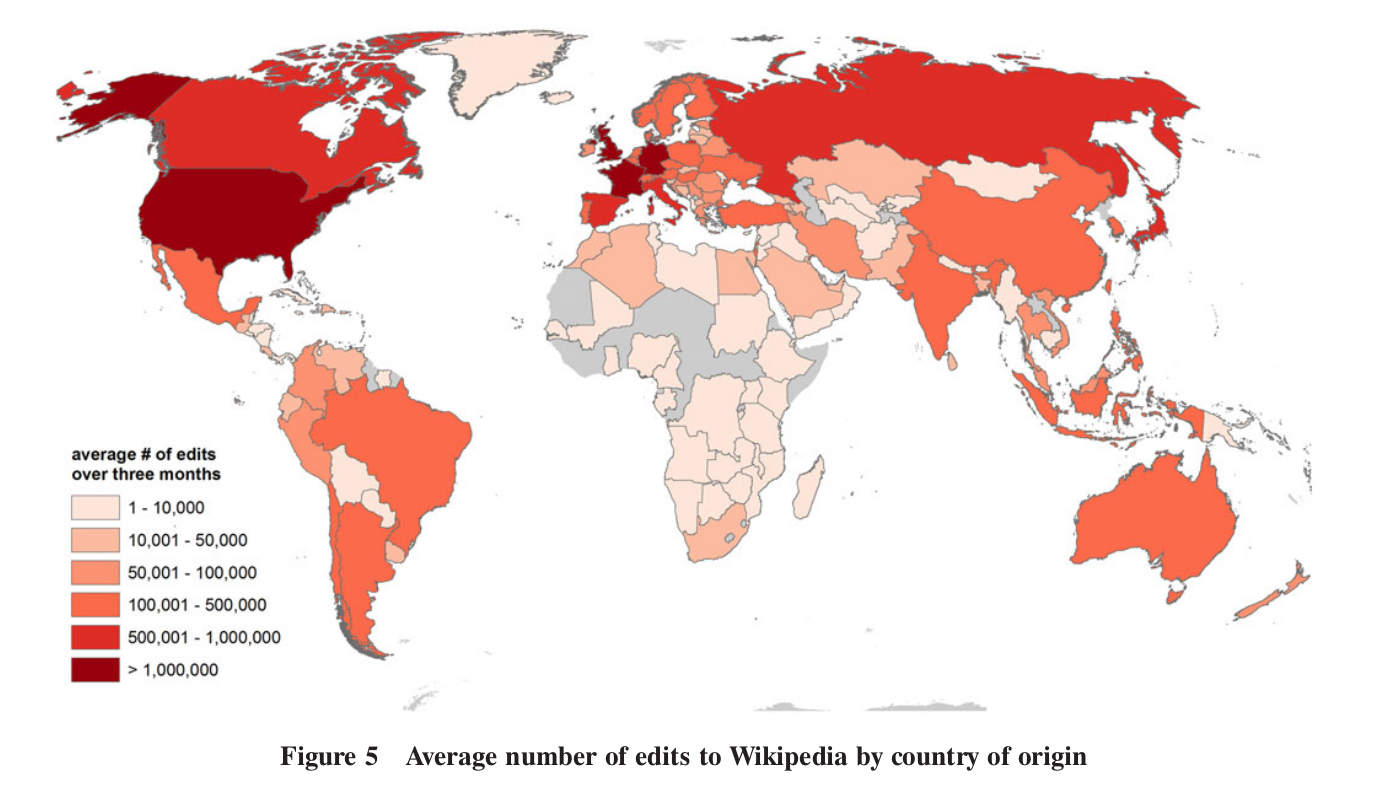 average # of edits
over three months
1 - 10,000
10,001 - 50,000
50,001 - 100,000
100,001 - 500,000
500,001 - 1,000,000
> 1,000,000
Figure 5 Average number of edits to Wikipedia by country of origin